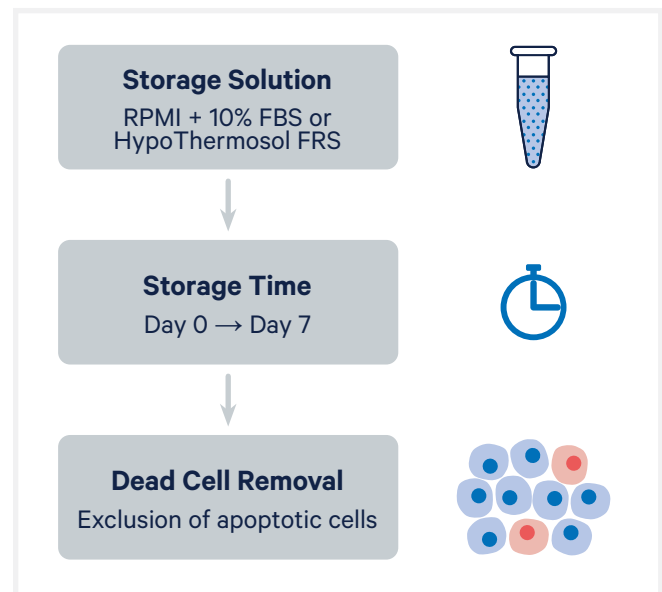 Storage Solution
RPMI + 10% FBS or
HypoThermosol FRS
Storage Time
Day 0 → Day 7
Dead Cell Removal
Exclusion of apoptotic cells